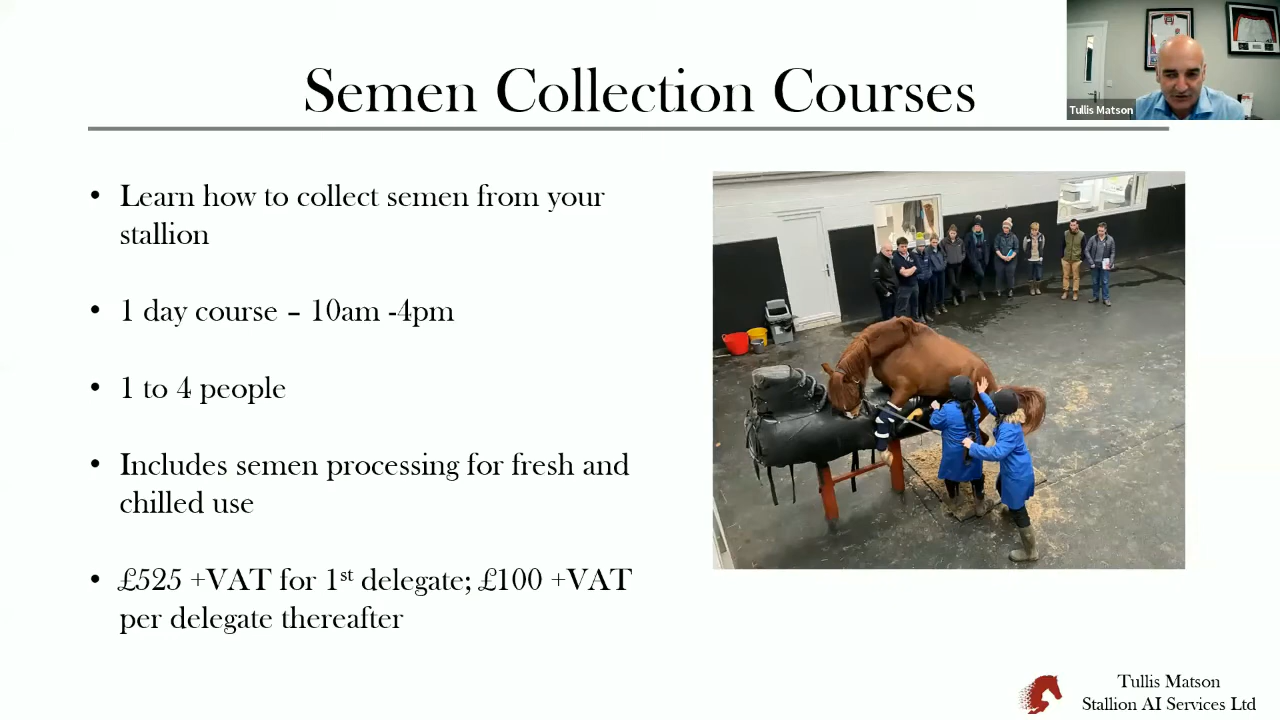 Semen Collection Courses
Tullis Matson
• Learn how to collect semen from your
stallion
• 1 day course – 10am -4pm
• 1 to 4 people
• Includes semen processing for fresh and
chilled use
• £525 +VAT for 1st delegate; £100 +VAT
per delegate thereafter
Tullis Matson
Stallion AI Services Ltd